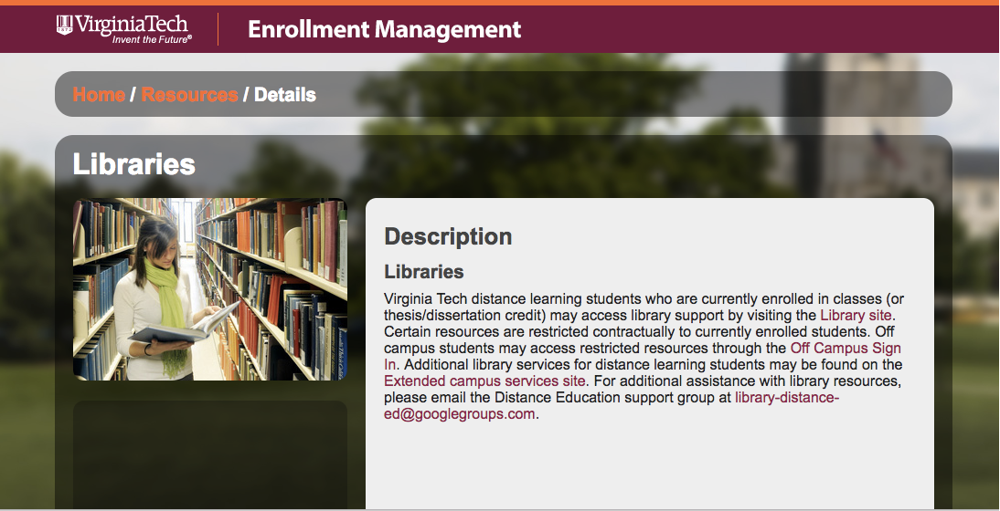 VirginiaTech
Invent the Future®
Enrollment Management
Home / Resources / Details
Libraries
Description
Libraries
Virginia Tech distance learning students who are currently enrolled in classes (or
thesis/dissertation credit) may access library support by visiting the Library site.
Certain resources are restricted contractually to currently enrolled students. Off
campus students may access restricted resources through the Off Campus Sign
In. Additional library services for distance learning students may be found on the
Extended campus services site. For additional assistance with library resources,
please email the Distance Education support group at library-distance-
ed@googlegroups.com.